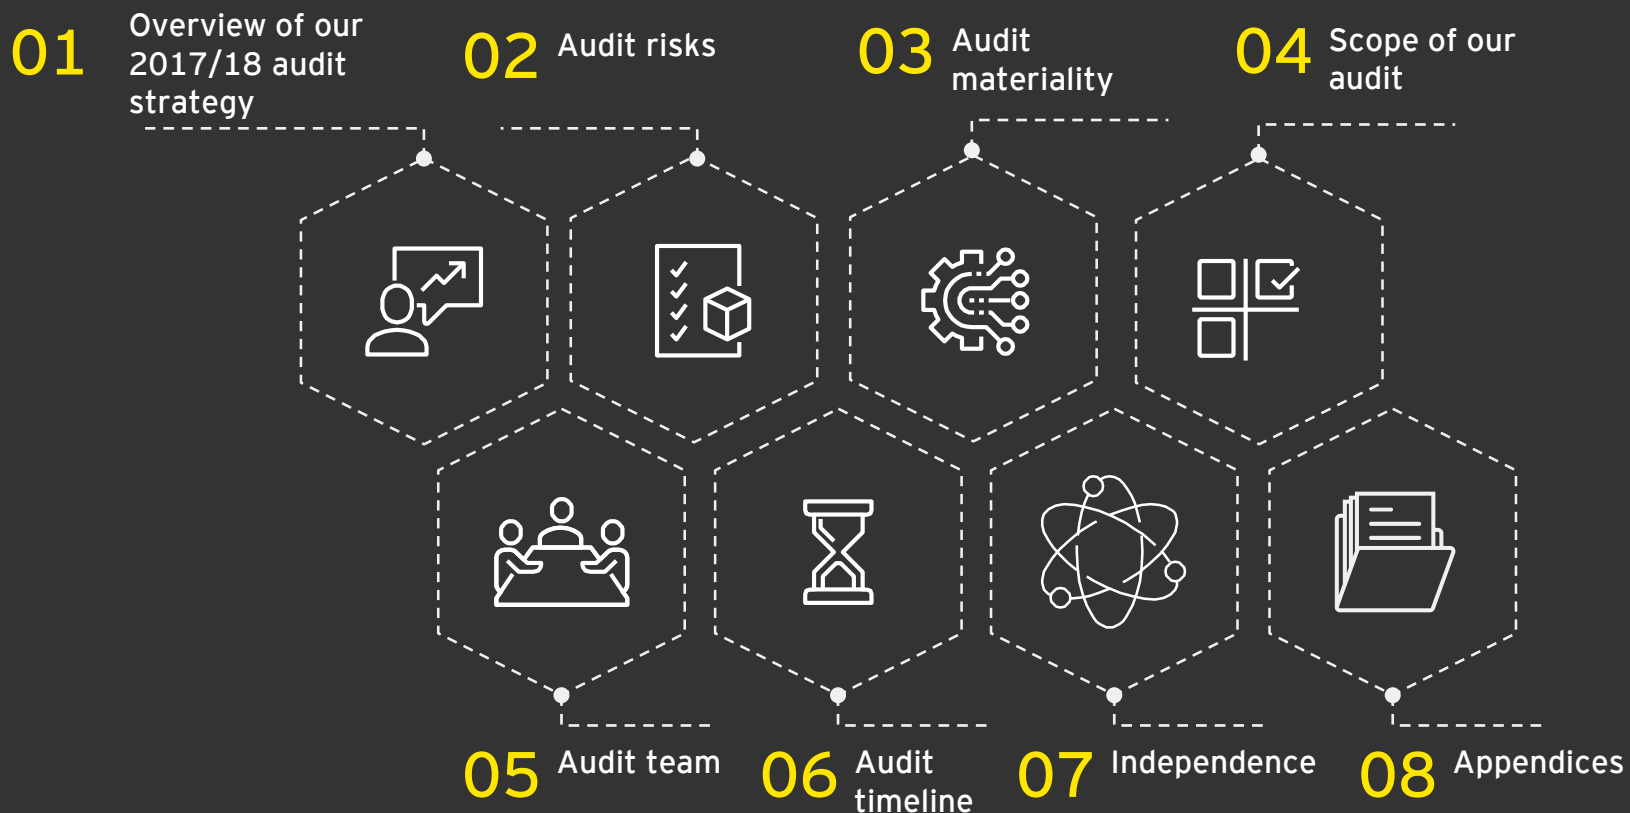 01
Overview of our
2017/18 audit
strategy
02
Audit risks
03
Audit
materiality
04
Scope of our
audit
05
Audit team
06
Audit
timeline
07
Independence
08
Appendices